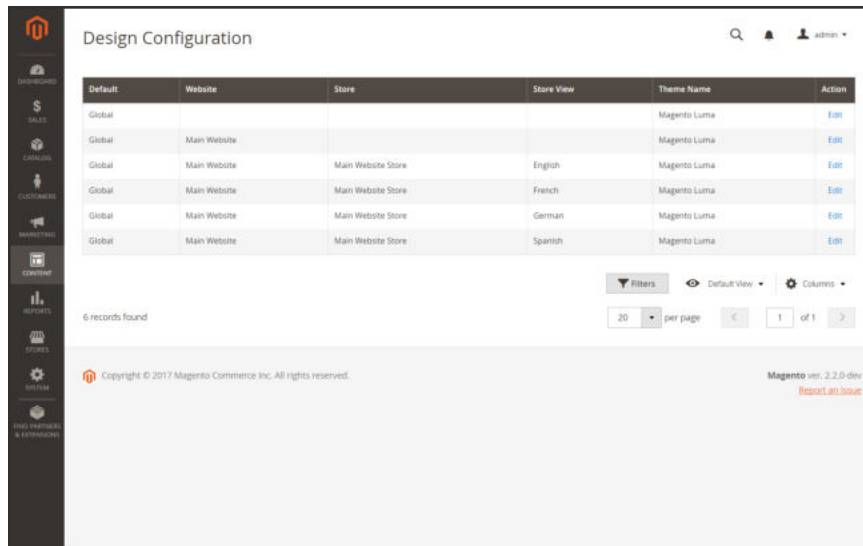 Design Configuration
admin
DASHBOARD
SALES
CATALOG
CUSTOMERS
MARKETING
CONTENT
REPORTS
STORES
SYSTEM
FIND PARTNERS
& EXTENSIONS
Default Website Store Store View Theme Name Action
Global Magento Luma Edit
Global Main Website Magento Luma Edit
Global Main Website Main Website Store English Magento Luma Edit
Global Main Website Main Website Store French Magento Luma Edit
Global Main Website Main Website Store German Magento Luma Edit
Global Main Website Main Website Store Spanish Magento Luma Edit
Filters Default View Columns
6 records found 20 per page 1 of 1
Copyright © 2017 Magento Commerce Inc. All rights reserved. Magento ver. 2.2.0-dev
Report an Issue